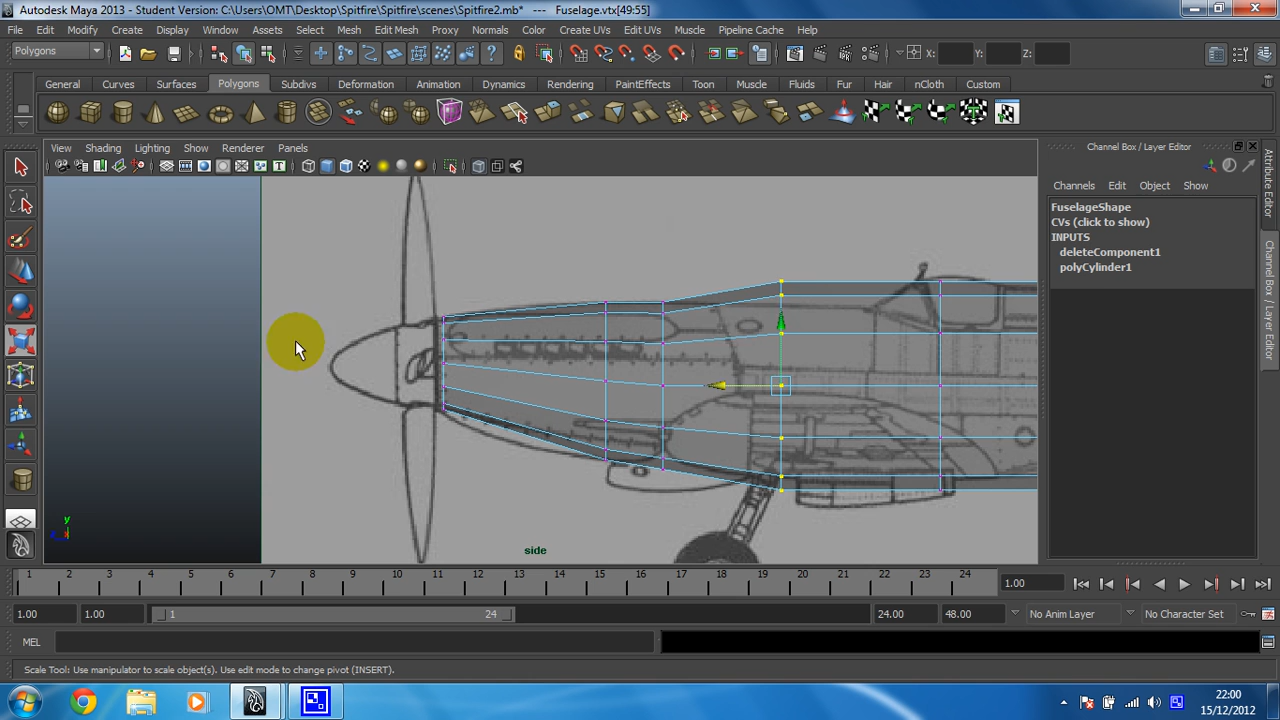 Autodesk Maya 2013 - Student Version: C:\Users\OMT\Desktop\Spitfire\Spitfire\scenes\Spitfire2.mb* --- Fuselage.vtx[49:55]
File Edit Modify Create Display Window Assets Select Mesh Edit Mesh Proxy Normals Color Create UVs Edit UVs Muscle Pipeline Cache Help
Polygons X: Y: Z:
General Curves Surfaces Polygons Subdivs Deformation Animation Dynamics Rendering PaintEffects Toon Muscle Fluids Fur Hair nCloth Custom
View Shading Lighting Show Renderer Panels
Channel Box / Layer Editor
Channels Edit Object Show
FuselageShape
CVs (click to show)
INPUTS
deleteComponent1
polyCylinder1
Attribute Editor
Channel Box / Layer Editor
y
side
1 2 3 4 5 6 7 8 9 10 11 12 13 14 15 16 17 18 19 20 21 22 23 24 1.00
1.00 1.00 1 24 24.00 48.00 No Anim Layer No Character Set
MEL
Scale Tool: Use manipulator to scale object(s). Use edit mode to change pivot (INSERT).
22:00
15/12/2012